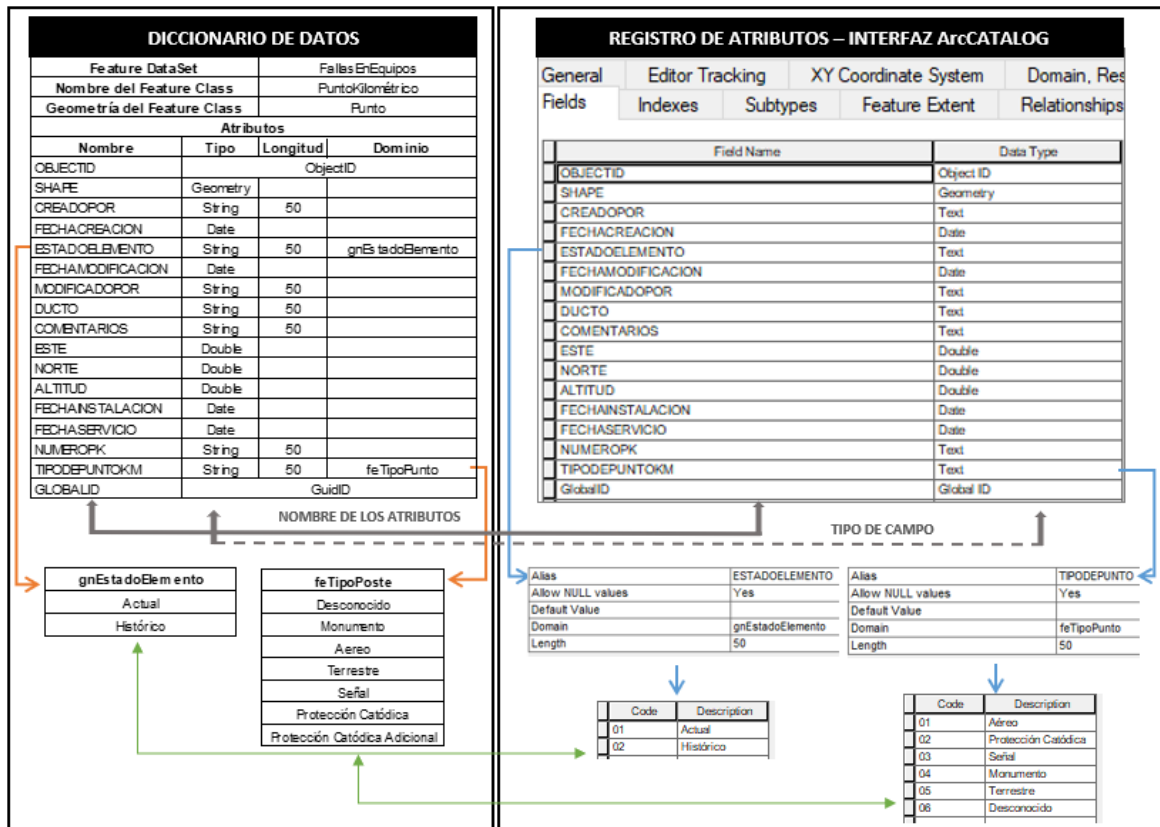 DICCIONARIO DE DATOS
Feature DataSet FallasEnEquipos
Nombre del Feature Class PuntoKilométrico
Geometría del Feature Class Punto
Atributos
Nombre Tipo Longitud Dominio
OBJECTID ObjectID
SHAPE Geometry
CREADOPOR String 50
FECHACREACION Date
ESTADOELEMENTO String 50 gnEstadoElemento
FECHAMODIFICACION Date
MODIFICADOPOR String 50
DUCTO String 50
COMENTARIOS String 50
ESTE Double
NORTE Double
ALTITUD Double
FECHAINSTALACION Date
FECHASERVICIO Date
NUMEROPK String 50
TIPODEPUNTOKM String 50 feTipoPunto
GLOBALID GuidID
REGISTRO DE ATRIBUTOS – INTERFAZ ArcCATALOG
General Editor Tracking XY Coordinate System Domain, Res
Fields Indexes Subtypes Feature Extent Relationships
Field Name Data Type
OBJECTID Object ID
SHAPE Geometry
CREADOPOR Text
FECHACREACION Date
ESTADOELEMENTO Text
FECHAMODIFICACION Date
MODIFICADOPOR Text
DUCTO Text
COMENTARIOS Text
ESTE Double
NORTE Double
ALTITUD Double
FECHAINSTALACION Date
FECHASERVICIO Date
NUMEROPK Text
TIPODEPUNTOKM Text
GlobalID Global ID
NOMBRE DE LOS ATRIBUTOS
TIPO DE CAMPO
gnEstadoElemento
Actual
Histórico
feTipoPoste
Desconocido
Monumento
Aereo
Terrestre
Señal
Protección Catódica
Protección Catódica Adicional
Alias ESTADOELEMENTO
Allow NULL values Yes
Default Value
Domain gnEstadoElemento
Length 50
Alias TIPODEPUNTO
Allow NULL values Yes
Default Value
Domain feTipoPunto
Length 50
Code Description
01 Actual
02 Histórico
Code Description
01 Aéreo
02 Protección Catódica
03 Señal
04 Monumento
05 Terrestre
06 Desconocido